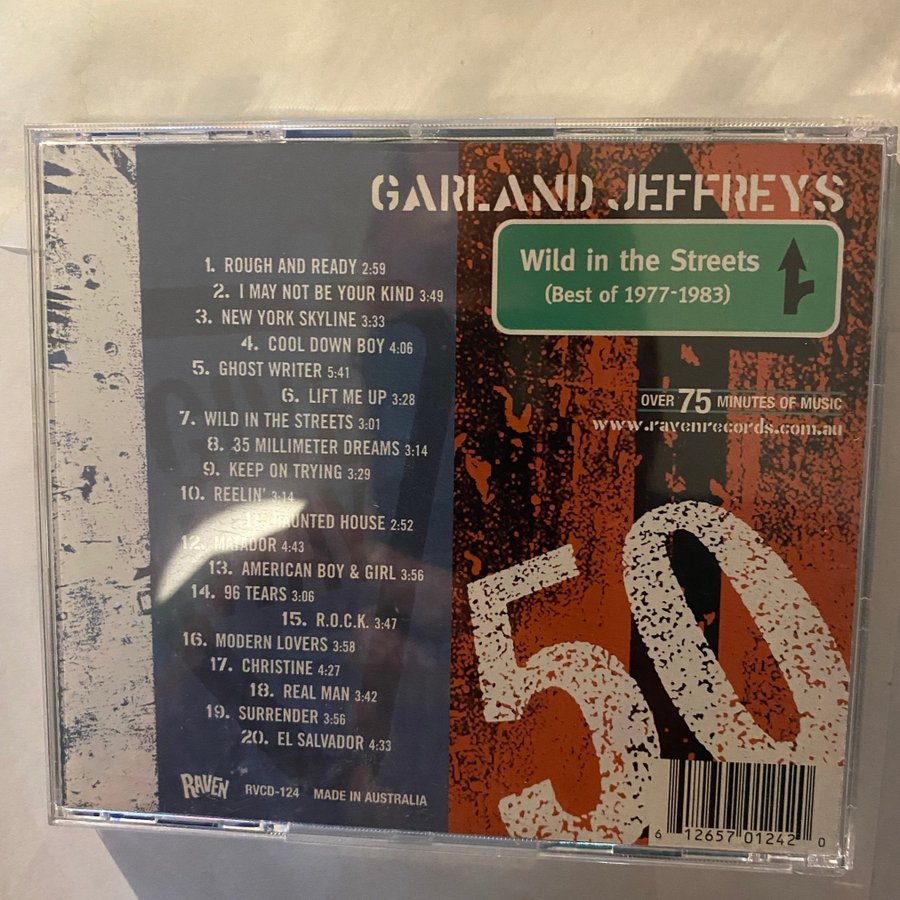 GARLAND JEFFREYS
Wild in the Streets
(Best of 1977-1983)
OVER 75 MINUTES OF MUSIC
www.ravenrecords.com.au
1. ROUGH AND READY 2:59
2. I MAY NOT BE YOUR KIND 3:49
3. NEW YORK SKYLINE 3:33
4. COOL DOWN BOY 4:06
5. GHOST WRITER 5:41
6. LIFT ME UP 3:28
7. WILD IN THE STREETS 3:01
8. 35 MILLIMETER DREAMS 3:14
9. KEEP ON TRYING 3:29
10. REELIN' 3:14
11. HAUNTED HOUSE 2:52
12. MATADOR 4:43
13. AMERICAN BOY & GIRL 3:56
14. 96 TEARS 3:06
15. R.O.C.K. 3:47
16. MODERN LOVERS 3:58
17. CHRISTINE 4:27
18. REAL MAN 3:42
19. SURRENDER 3:56
20. EL SALVADOR 4:33
50
RAVEN RVCD-124 MADE IN AUSTRALIA
6 12657 01242 0